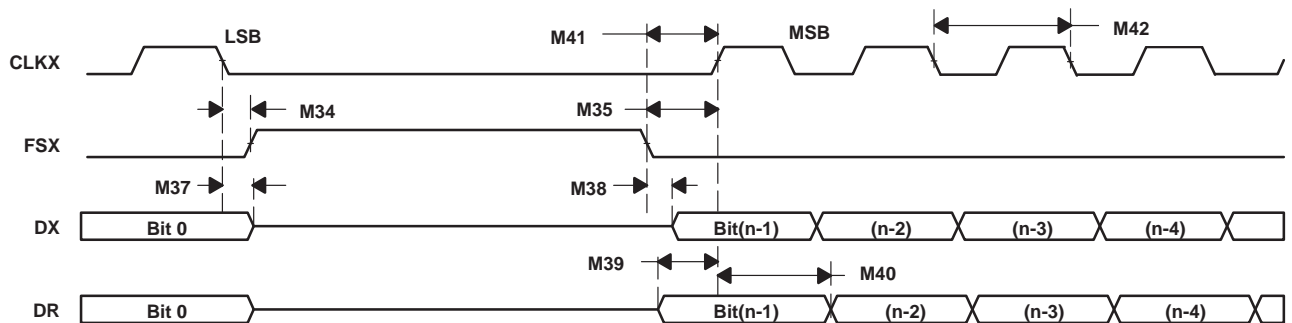 LSB
M41
MSB
M42
CLKX
M34
M35
FSX
M37
M38
DX
Bit 0
Bit(n-1)
(n-2)
(n-3)
(n-4)
M39
M40
DR
Bit 0
Bit(n-1)
(n-2)
(n-3)
(n-4)